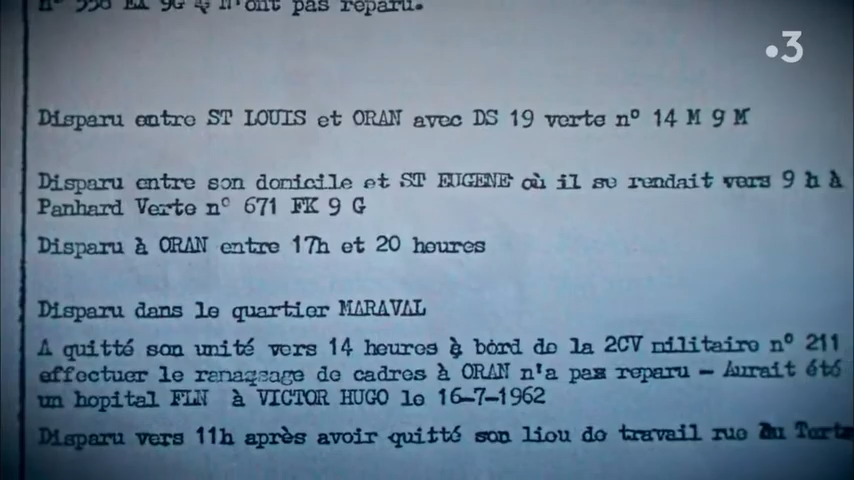 •3
n° 558 EK 9G n'ont pas reparu.
Disparu entre ST LOUIS et ORAN avec DS 19 verte n° 14 M 9 M
Disparu entre son domicile et ST EUGENE où il se rendait vers 9 h à
Panhard Verte n° 671 FK 9 G
Disparu à ORAN entre 17h et 20 heures
Disparu dans le quartier MARAVAL
A quitté son unité vers 14 heures à bord de la 2CV militaire n° 211
effectuer le ramassage de cadres à ORAN n'a pas reparu - Aurait été
un hopital FLN à VICTOR HUGO le 16-7-1962
Disparu vers 11h après avoir quitté son lieu de travail rue du